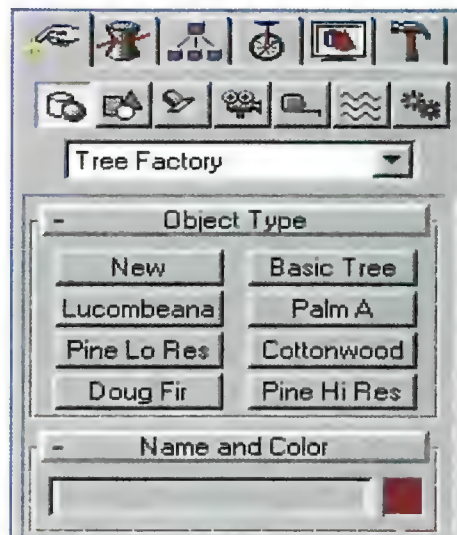 Tree Factory
- Object Type
New Basic Tree
Lucombeana Palm A
Pine Lo Res Cottonwood
Doug Fir Pine Hi Res
- Name and Color